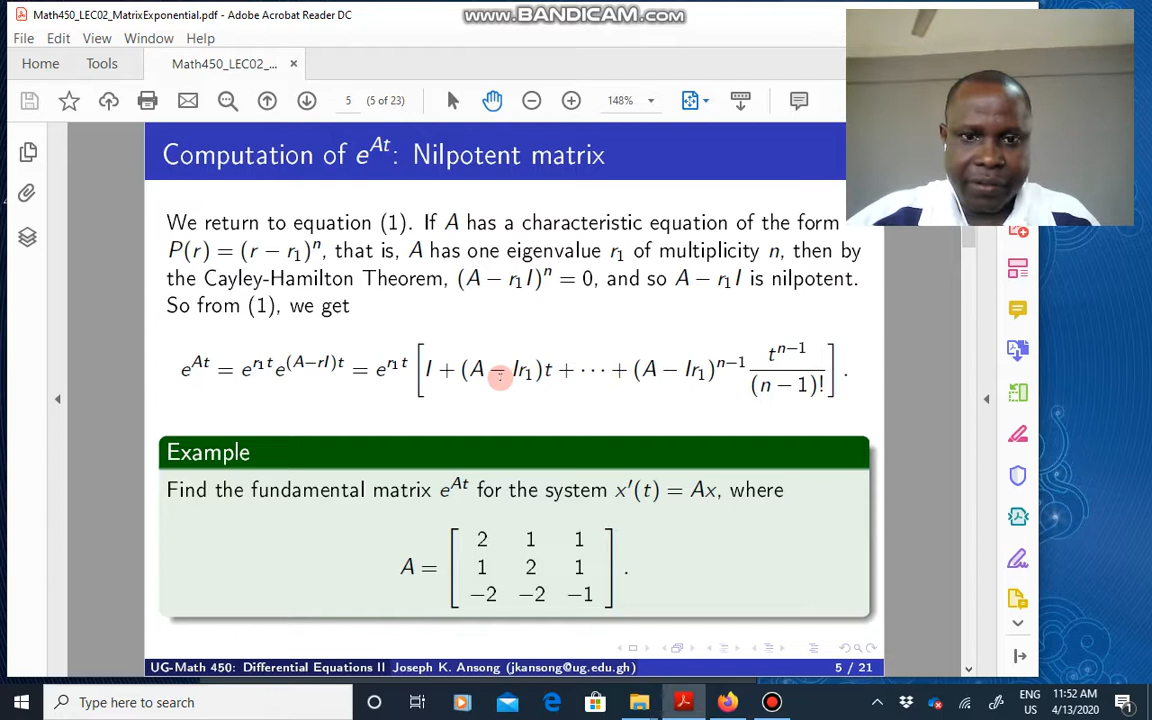 Math450_LEC02_MatrixExponential.pdf - Adobe Acrobat Reader DC
www.BANDICAM.com
File Edit View Window Help
Home Tools Math450_LEC02_... ×
5 (5 of 23) 148%
Computation of e^{At}: Nilpotent matrix
We return to equation (1). If A has a characteristic equation of the form
P(r) = (r − r₁)ⁿ, that is, A has one eigenvalue r₁ of multiplicity n, then by
the Cayley-Hamilton Theorem, (A − r₁I)ⁿ = 0, and so A − r₁I is nilpotent.
So from (1), we get
e^{At} = e^{r₁t}e^{(A−rI)t} = e^{r₁t} [ I + (A − Ir₁)t + ⋯ + (A − Ir₁)^{n−1} t^{n−1}/(n − 1)! ] .
Example
Find the fundamental matrix e^{At} for the system x′(t) = Ax, where
2 1 1
A = 1 2 1 .
−2 −2 −1
UG-Math 450: Differential Equations II Joseph K. Ansong (jkansong@ug.edu.gh) 5 / 21
Type here to search
ENG 11:52 AM
US 4/13/2020
1